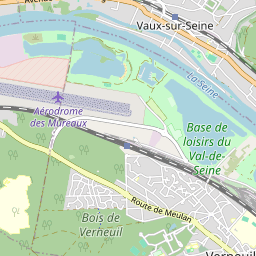 Vaux-sur-Seine
La Seine
Aérodrome
des Mureaux
Base de
loisirs du
Val-de-
Seine
Bois de
Verneuil
Route de Meulan